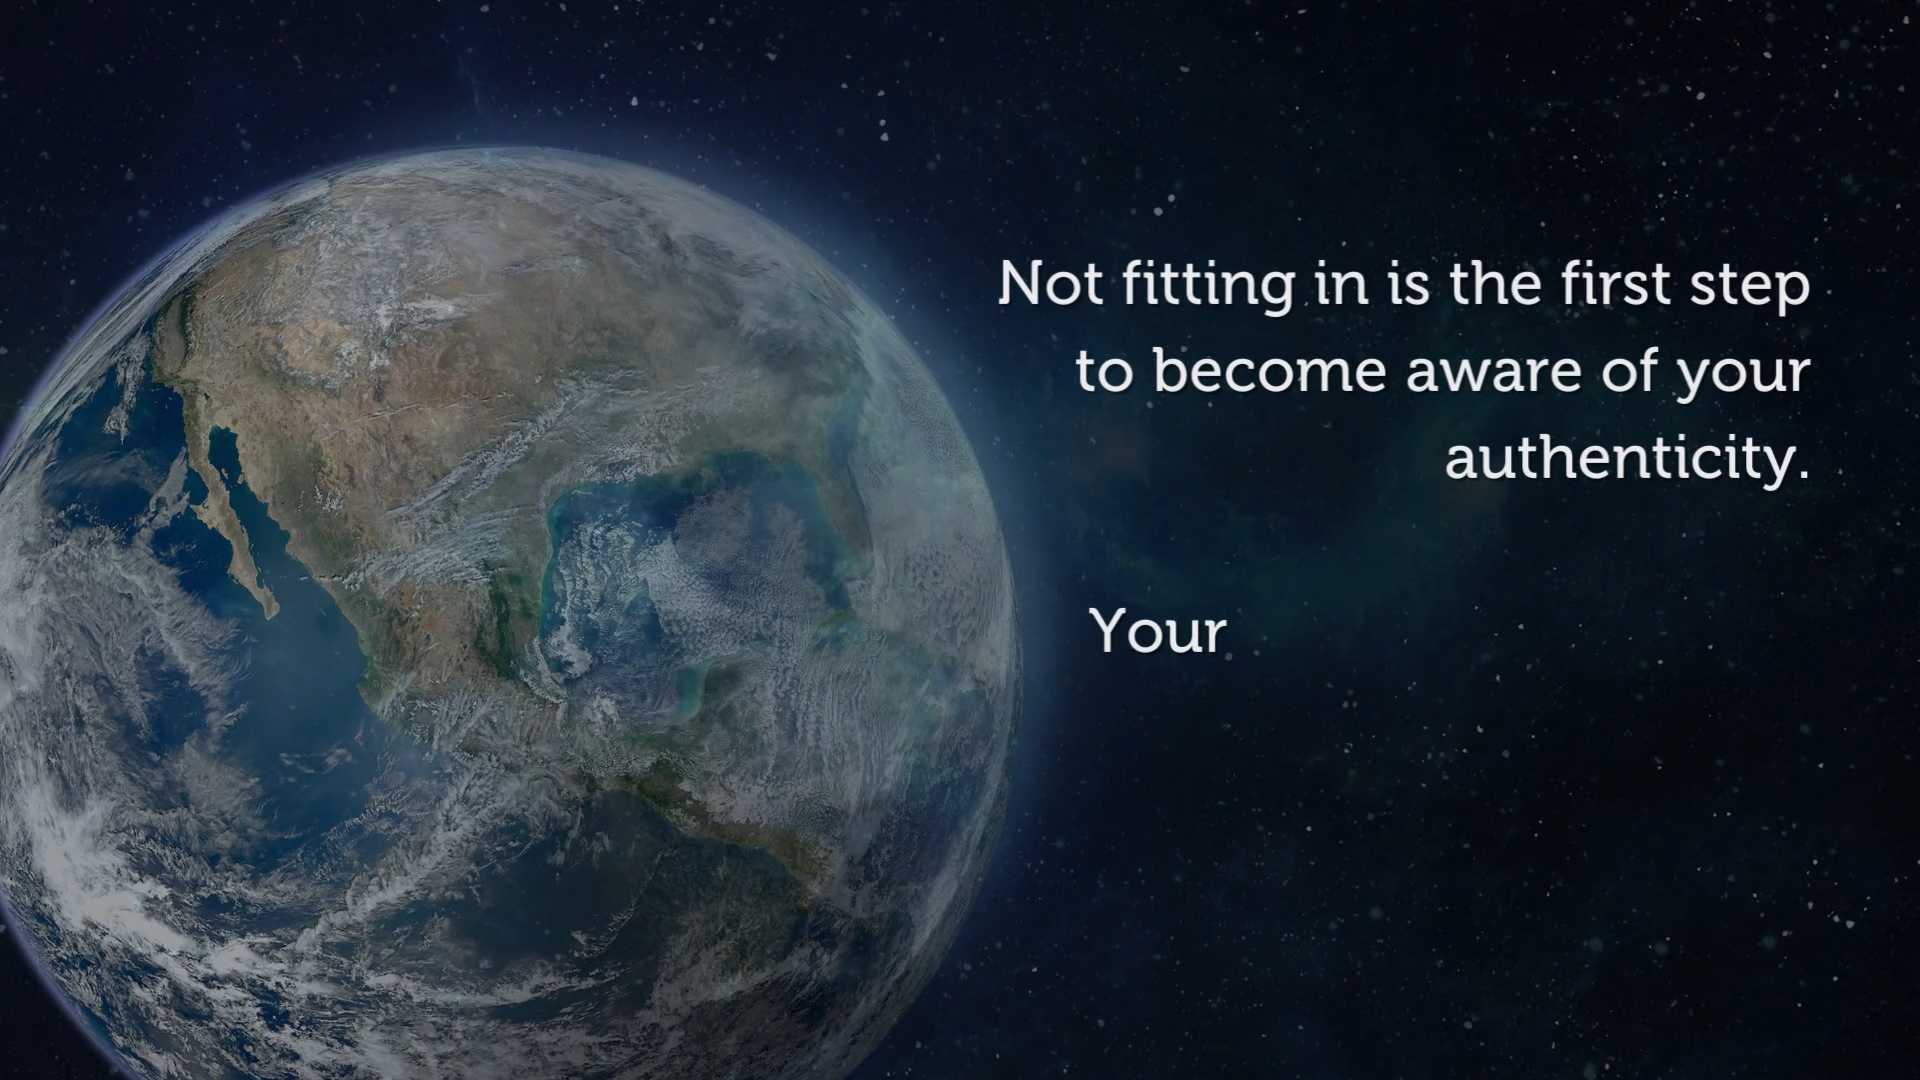 Not fitting in is the first step
to become aware of your
authenticity.
Your